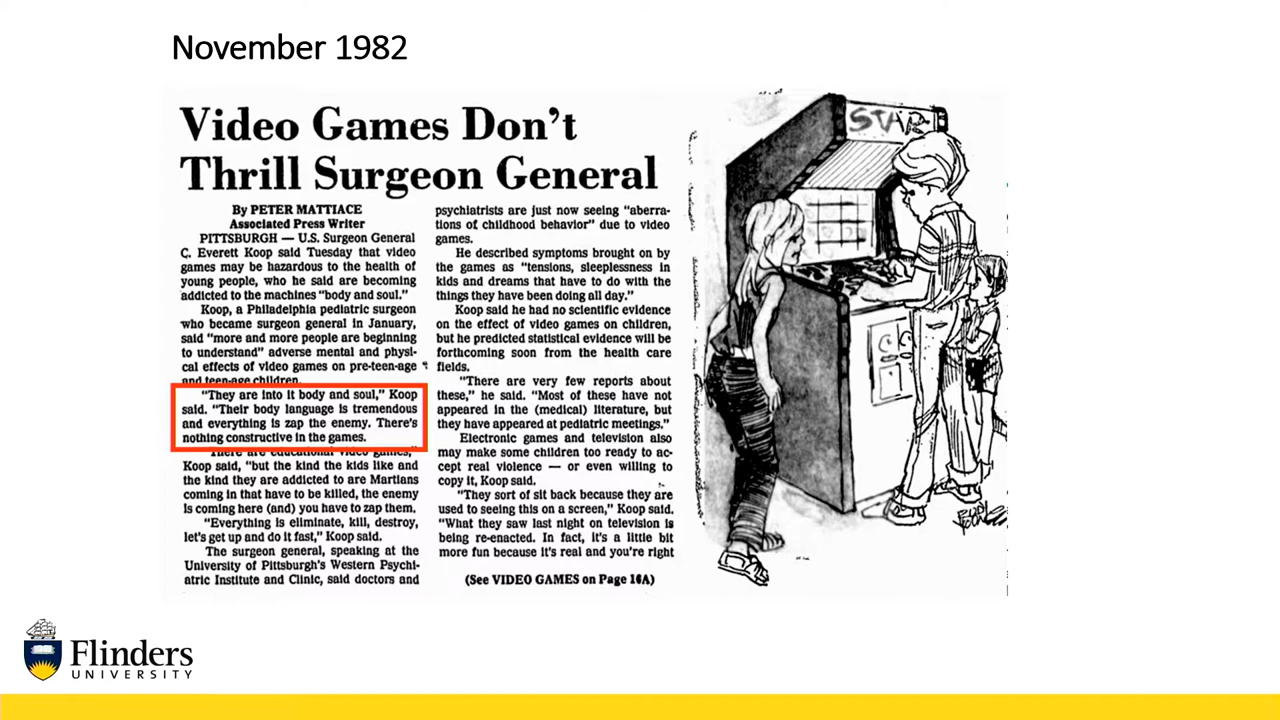 November 1982
Video Games Don't
Thrill Surgeon General
By PETER MATTIACE
Associated Press Writer
PITTSBURGH — U.S. Surgeon General
C. Everett Koop said Tuesday that video
games may be hazardous to the health of
young people, who he said are becoming
addicted to the machines "body and soul."
Koop, a Philadelphia pediatric surgeon
who became surgeon general in January,
said "more and more people are beginning
to understand" adverse mental and physi-
cal effects of video games on pre-teen-age
and teen-age children.
"They are into it body and soul," Koop
said. "Their body language is tremendous
and everything is zap the enemy. There's
nothing constructive in the games.
"There are educational video games,"
Koop said, "but the kind the kids like and
the kind they are addicted to are Martians
coming in that have to be killed, the enemy
is coming here (and) you have to zap them.
"Everything is eliminate, kill, destroy,
let's get up and do it fast," Koop said.
The surgeon general, speaking at the
University of Pittsburgh's Western Psychi-
atric Institute and Clinic, said doctors and
psychiatrists are just now seeing "aberra-
tions of childhood behavior" due to video
games.
He described symptoms brought on by
the games as "tensions, sleeplessness in
kids and dreams that have to do with the
things they have been doing all day."
Koop said he had no scientific evidence
on the effect of video games on children,
but he predicted statistical evidence will be
forthcoming soon from the health care
fields.
"There are very few reports about
these," he said. "Most of these have not
appeared in the (medical) literature, but
they have appeared at pediatric meetings."
Electronic games and television also
may make some children too ready to ac-
cept real violence — or even willing to
copy it, Koop said.
"They sort of sit back because they are
used to seeing this on a screen," Koop said.
"What they saw last night on television is
being re-enacted. In fact, it's a little bit
more fun because it's real and you're right
(See VIDEO GAMES on Page 16A)
STAR
Flinders
UNIVERSITY